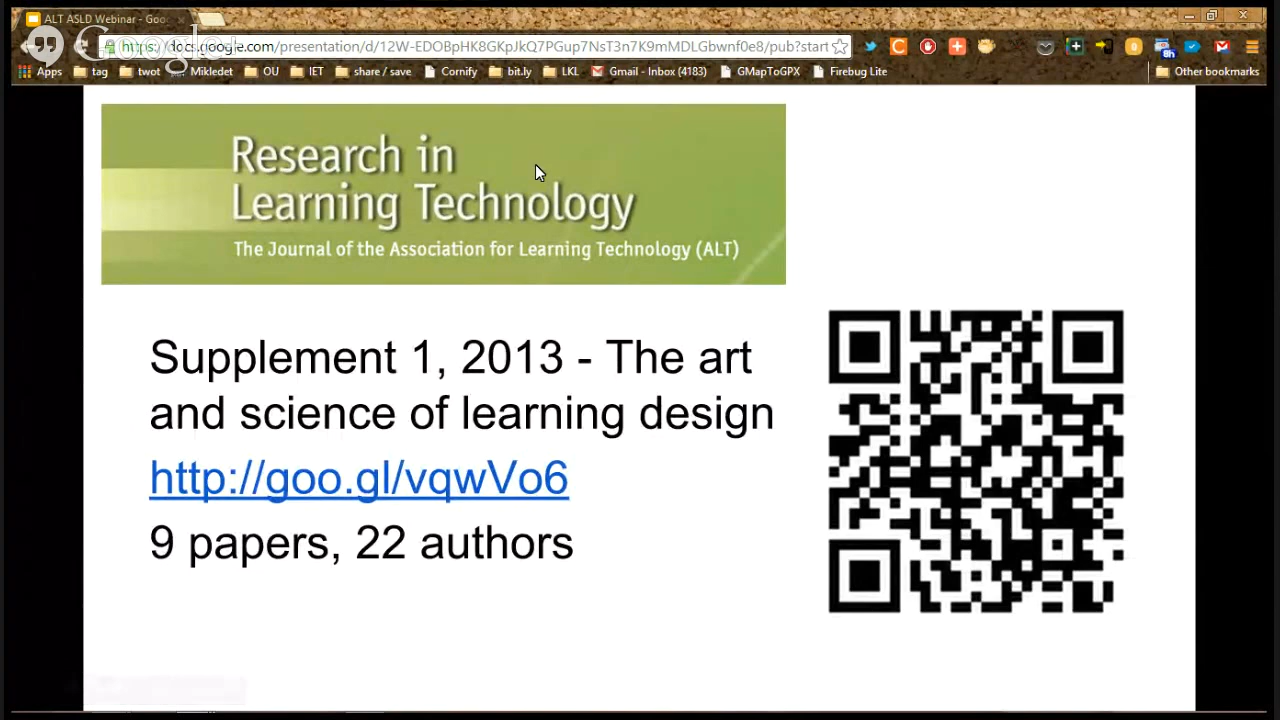 ALT ASLD Webinar - Goo
Google+
https://docs.google.com/presentation/d/12W-EDOBpHK8GKpJkQ7PGup7NsT3n7K9mMDLGbwnf0e8/pub?start
8h
Apps tag twot Mikledet OU IET share / save Cornify bit.ly LKL Gmail - Inbox (4183) GMapToGPX Firebug Lite Other bookmarks
Research in
Learning Technology
The Journal of the Association for Learning Technology (ALT)
Supplement 1, 2013 - The art
and science of learning design
http://goo.gl/vqwVo6
9 papers, 22 authors